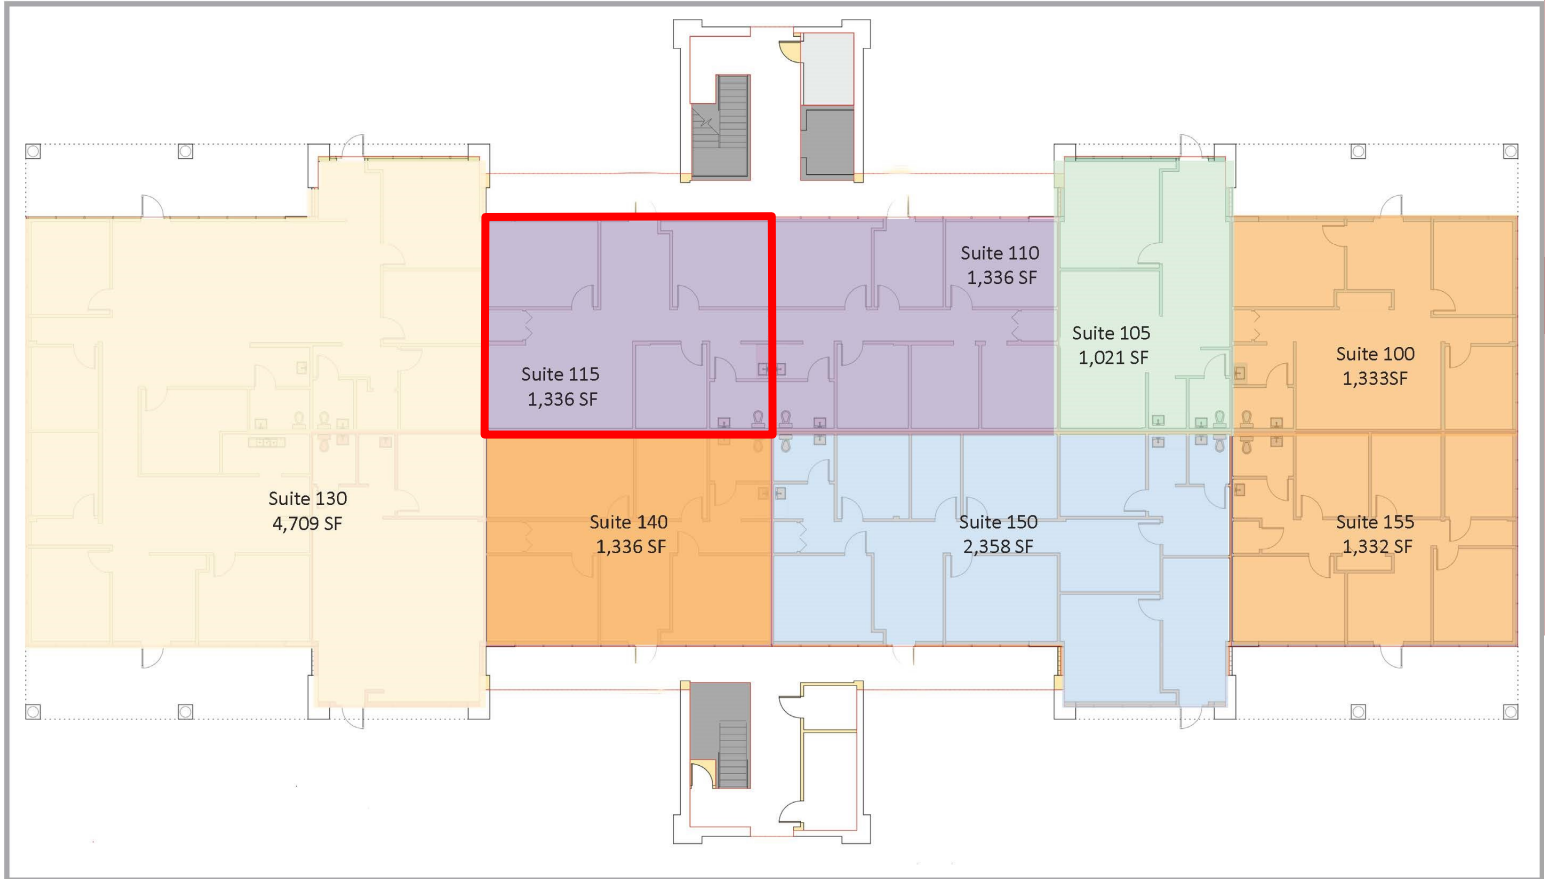 Suite 110
1,336 SF
Suite 105
1,021 SF
Suite 100
1,333SF
Suite 115
1,336 SF
Suite 130
4,709 SF
Suite 140
1,336 SF
Suite 150
2,358 SF
Suite 155
1,332 SF